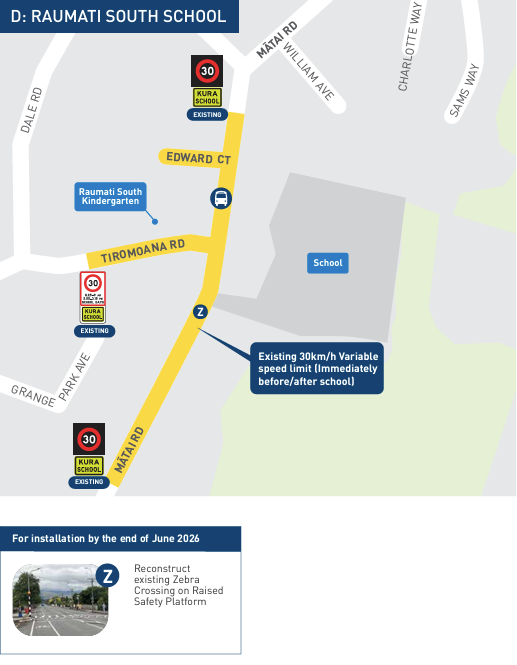 D: RAUMATI SOUTH SCHOOL
MĀTAI RD
WILLIAM AVE
CHARLOTTE WAY
SAMS WAY
DALE RD
30
KURA
SCHOOL
EXISTING
EDWARD CT
Raumati South
Kindergarten
TIROMOANA RD
School
30
KURA
SCHOOL
EXISTING
Z
Existing 30km/h Variable
speed limit (Immediately
before/after school)
GRANGE
PARK AVE
30
KURA
SCHOOL
EXISTING
MĀTAI RD
For installation by the end of June 2026
Z
Reconstruct
existing Zebra
Crossing on Raised
Safety Platform